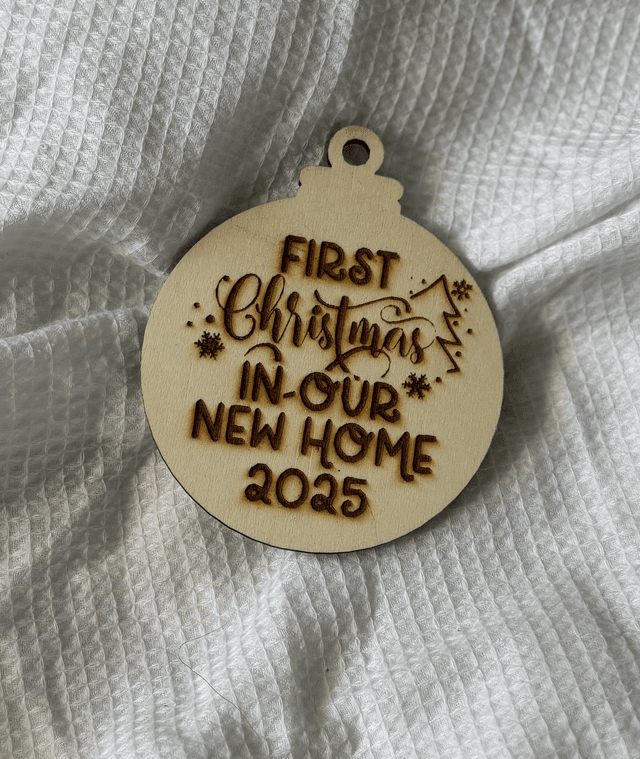 FIRST
Christmas
IN OUR
NEW HOME
2025